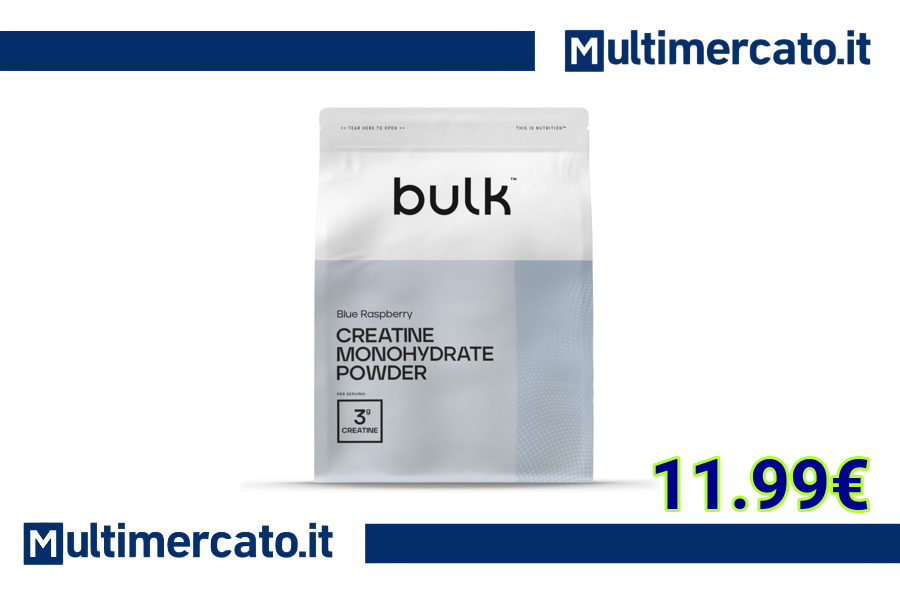 Multimercato.it
>> TEAR HERE TO OPEN >>
THIS IS NUTRITION™
bulk™
Blue Raspberry
CREATINE
MONOHYDRATE
POWDER
PER SERVING:
3g
CREATINE
11.99€
Multimercato.it